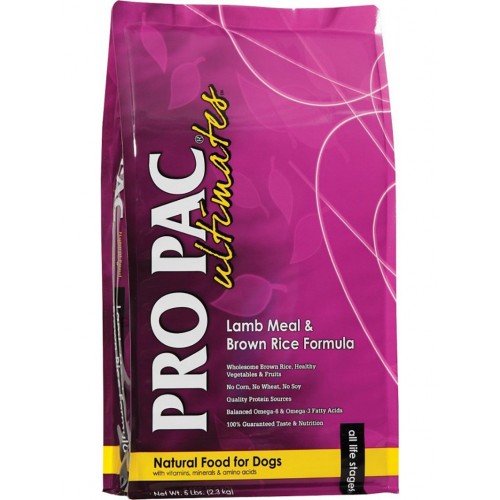 PRO PAC®
ultimates™
Lamb Meal &
Brown Rice Formula
Wholesome Brown Rice, Healthy
Vegetables & Fruits
No Corn, No Wheat, No Soy
Quality Protein Sources
Balanced Omega-6 & Omega-3 Fatty Acids
100% Guaranteed Taste & Nutrition
all life stages
Natural Food for Dogs
with vitamins, minerals & amino acids
Net Wt. 5 Lbs. (2.3 kg)